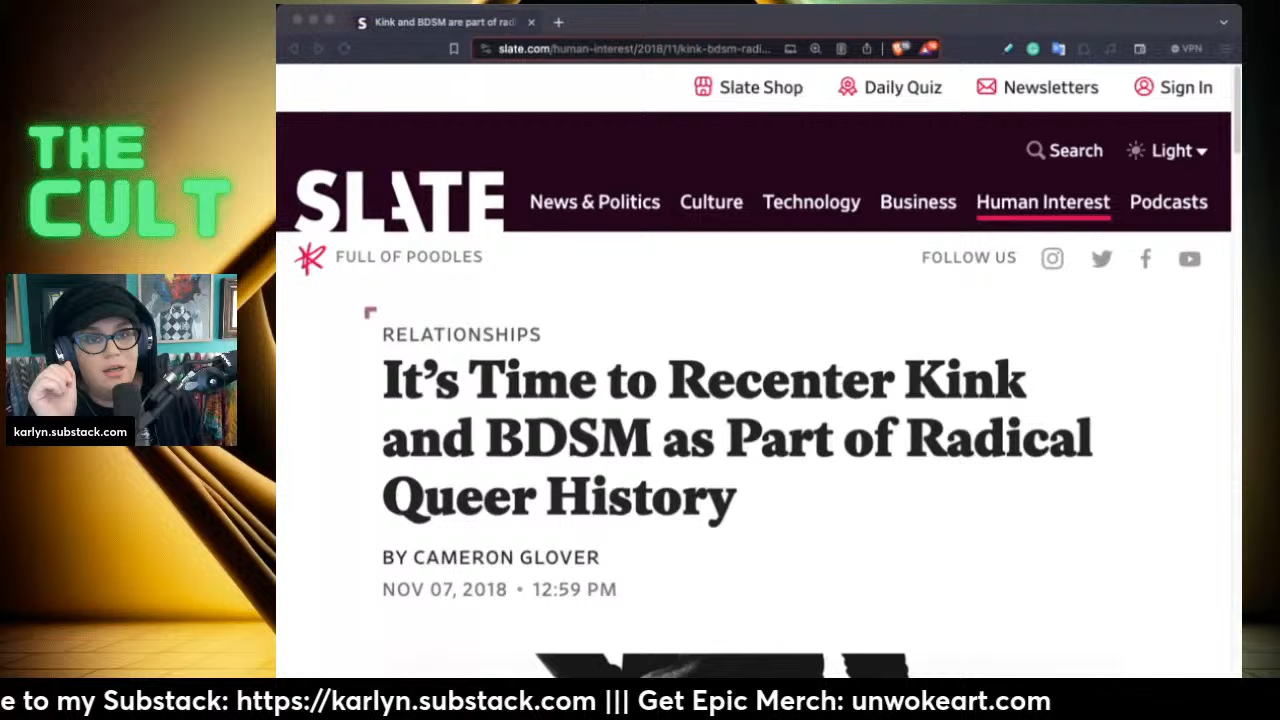 Kink and BDSM are part of rad
slate.com/human-interest/2018/11/kink-bdsm-radi...
VPN
Slate Shop
Daily Quiz
Newsletters
Sign In
Search
Light
SLATE
News & Politics
Culture
Technology
Business
Human Interest
Podcasts
FULL OF POODLES
FOLLOW US
THE
CULT
karlyn.substack.com
RELATIONSHIPS
It's Time to Recenter Kink
and BDSM as Part of Radical
Queer History
BY CAMERON GLOVER
NOV 07, 2018 • 12:59 PM
e to my Substack: https://karlyn.substack.com ||| Get Epic Merch: unwokeart.com